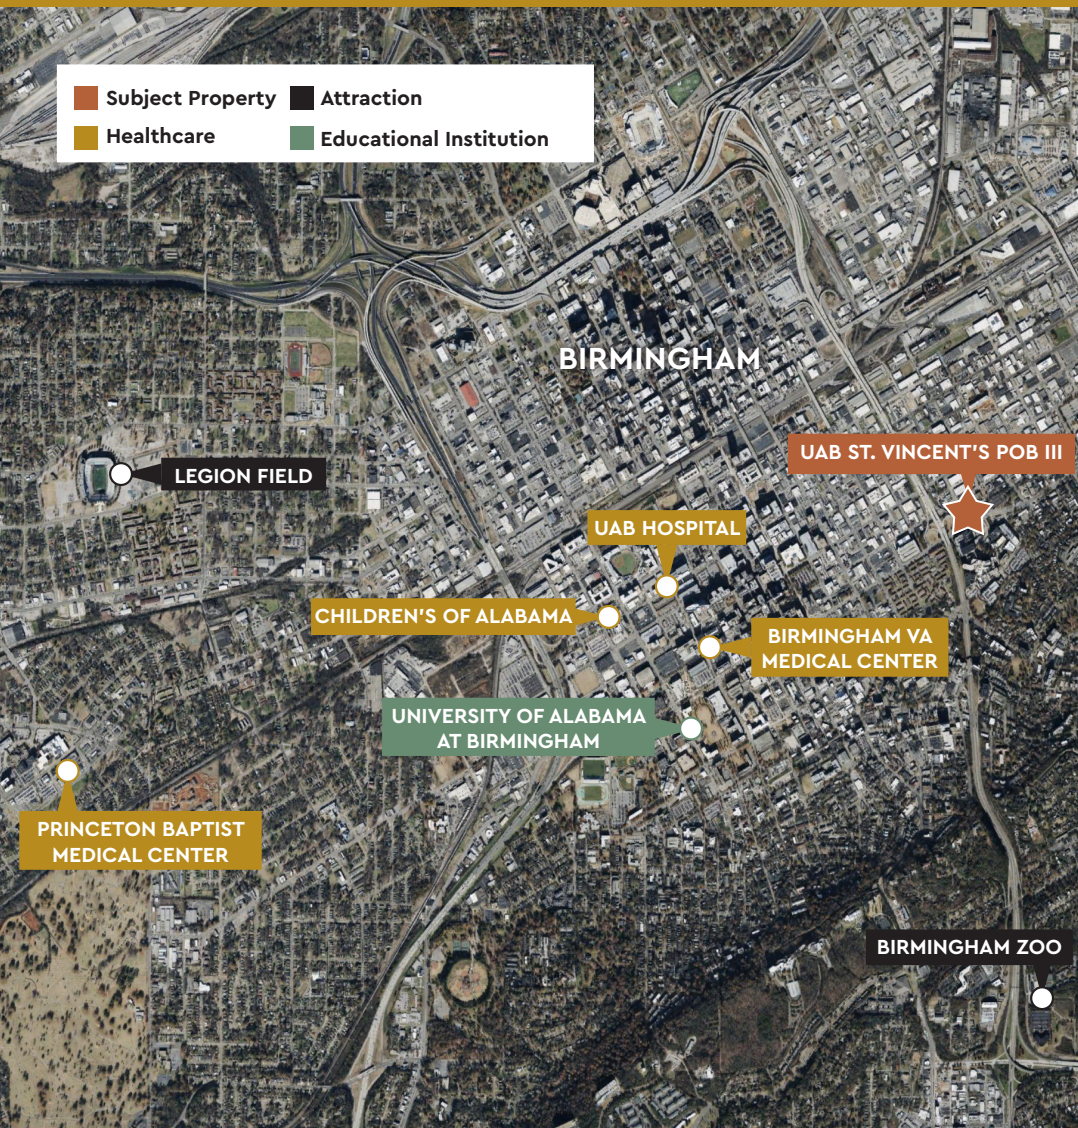 Subject Property
Attraction
Healthcare
Educational Institution
BIRMINGHAM
UAB ST. VINCENT'S POB III
LEGION FIELD
UAB HOSPITAL
CHILDREN'S OF ALABAMA
BIRMINGHAM VA
MEDICAL CENTER
UNIVERSITY OF ALABAMA
AT BIRMINGHAM
PRINCETON BAPTIST
MEDICAL CENTER
BIRMINGHAM ZOO